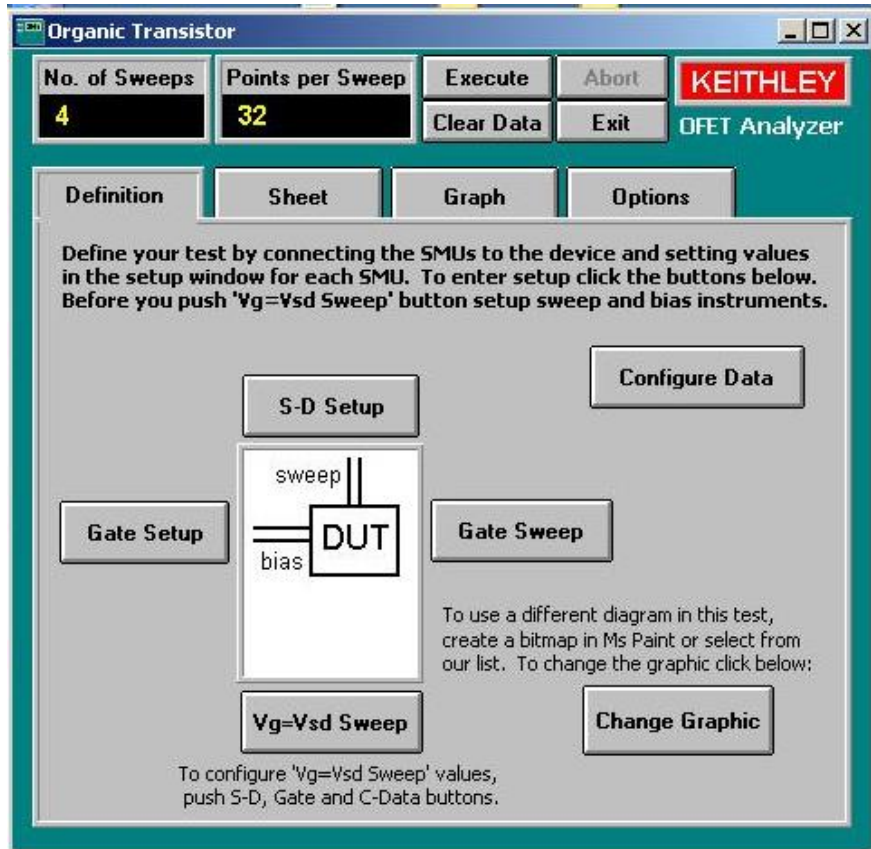 Organic Transistor
No. of Sweeps
4
Points per Sweep
32
Execute
Abort
Clear Data
Exit
KEITHLEY
OFET Analyzer
Definition
Sheet
Graph
Options
Define your test by connecting the SMUs to the device and setting values
in the setup window for each SMU. To enter setup click the buttons below.
Before you push 'Vg=Vsd Sweep' button setup sweep and bias instruments.
Configure Data
S-D Setup
sweep
DUT
bias
Gate Setup
Gate Sweep
To use a different diagram in this test,
create a bitmap in Ms Paint or select from
our list. To change the graphic click below:
Vg=Vsd Sweep
Change Graphic
To configure 'Vg=Vsd Sweep' values,
push S-D, Gate and C-Data buttons.